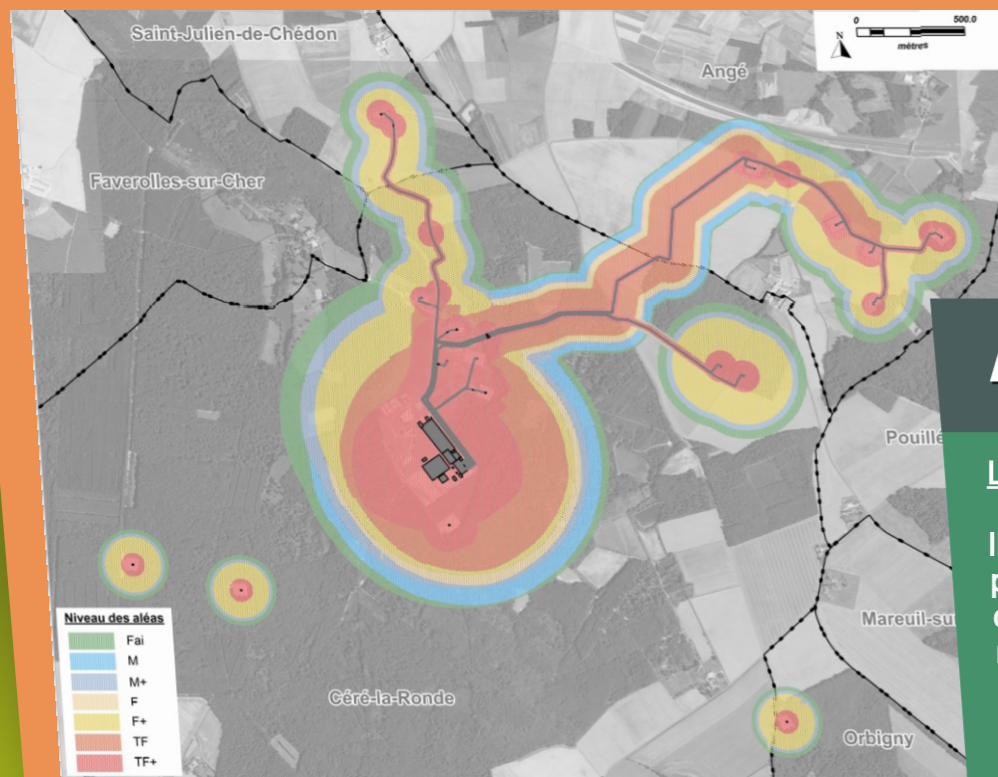 Saint-Julien-de-Chédon
0 500.0
N
mètres
Angé
Faverolles-sur-Cher
Pouillé
Mareuil-su
Niveau des aléas
Fai
M
M+
F
F+
TF
TF+
Céré-la-Ronde
Orbigny